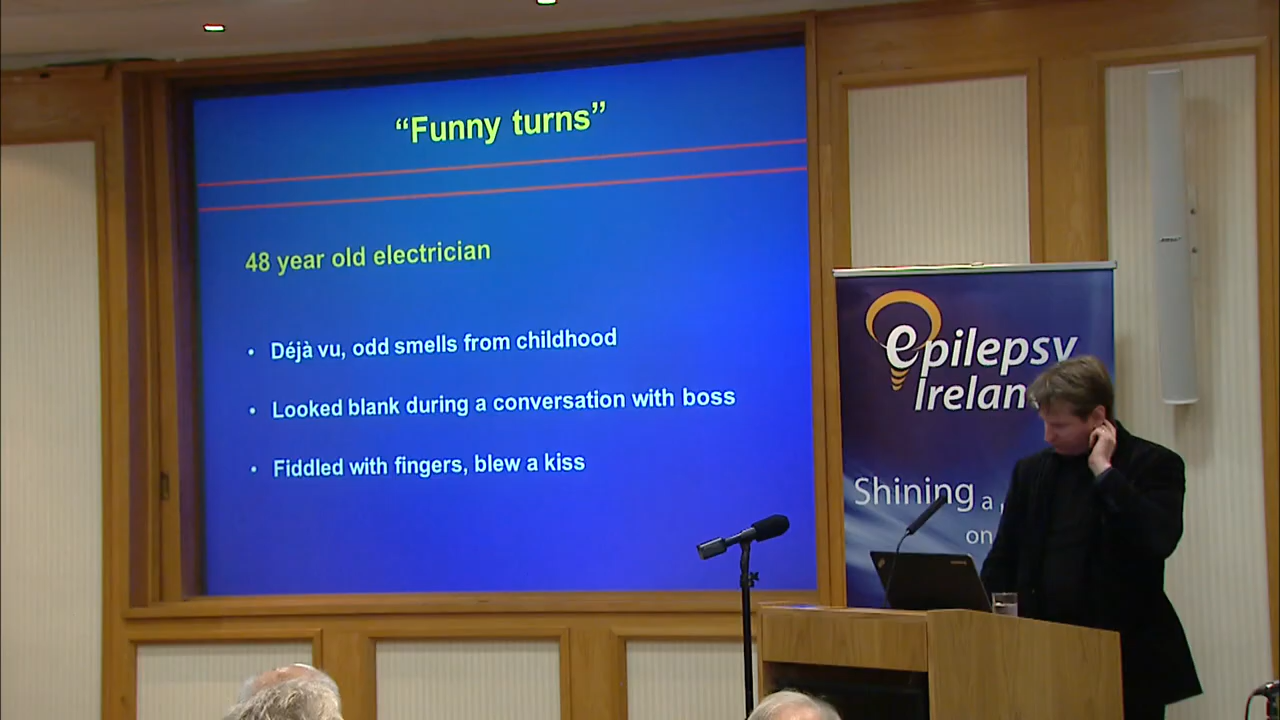 “Funny turns”
48 year old electrician
• Déjà vu, odd smells from childhood
• Looked blank during a conversation with boss
• Fiddled with fingers, blew a kiss
epilepsy
Irelan
Shining a
on